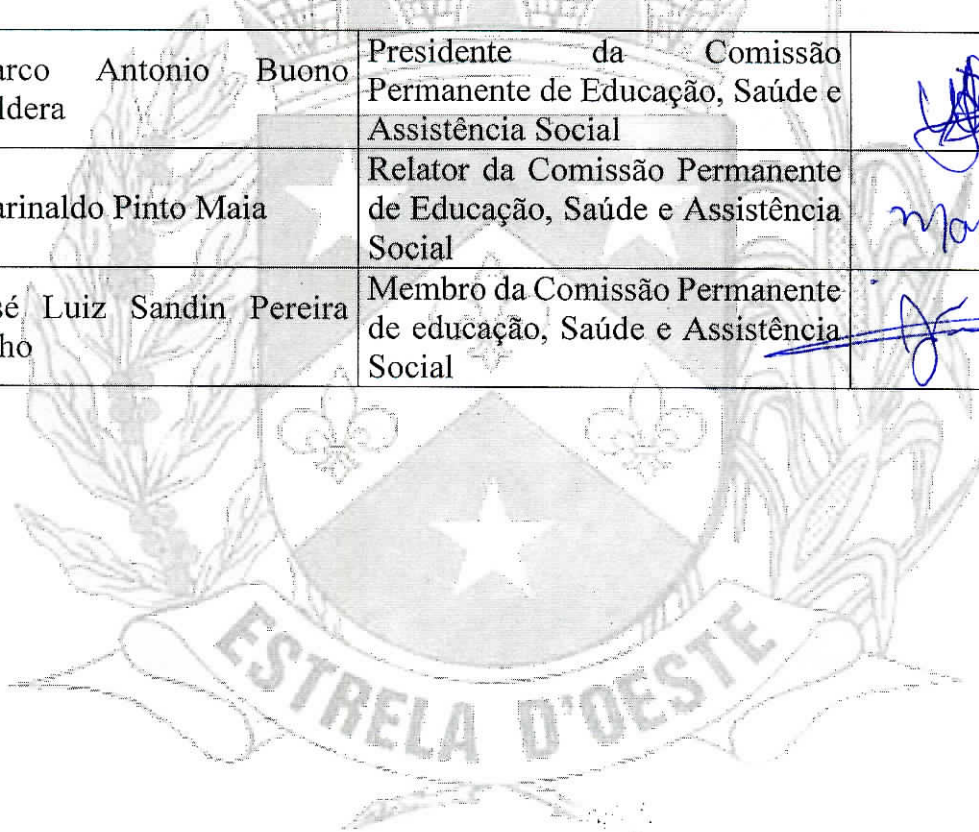 arco Antonio Buono
ldera
Presidente da Comissão
Permanente de Educação, Saúde e
Assistência Social
arinaldo Pinto Maia
Relator da Comissão Permanente
de Educação, Saúde e Assistência
Social
sé Luiz Sandin Pereira
ho
Membro da Comissão Permanente
de educação, Saúde e Assistência
Social
ESTRELA D'OESTE